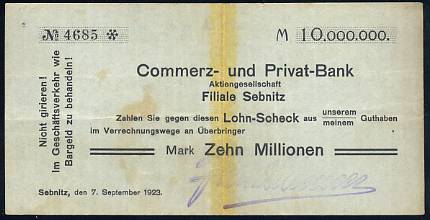 № 4685 ✻
M 10,000,000.
Nicht girieren!
Im Geschäftsverkehr wie
Bargeld zu behandeln!
Commerz- und Privat-Bank
Aktiengesellschaft
Filiale Sebnitz
Zahlen Sie gegen diesen Lohn-Scheck aus unserem Guthaben
meinem
im Verrechnungswege an Überbringer
Mark Zehn Millionen
Sebnitz, den 7. September 1923.